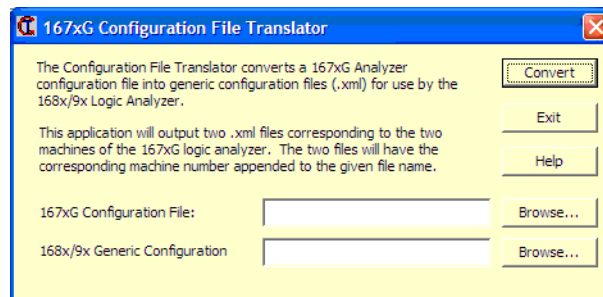 167xG Configuration File Translator
The Configuration File Translator converts a 167xG Analyzer
configuration file into generic configuration files (.xml) for use by the
168x/9x Logic Analyzer.
Convert
Exit
This application will output two .xml files corresponding to the two
machines of the 167xG logic analyzer. The two files will have the
corresponding machine number appended to the given file name.
Help
167xG Configuration File:
Browse...
168x/9x Generic Configuration
Browse...